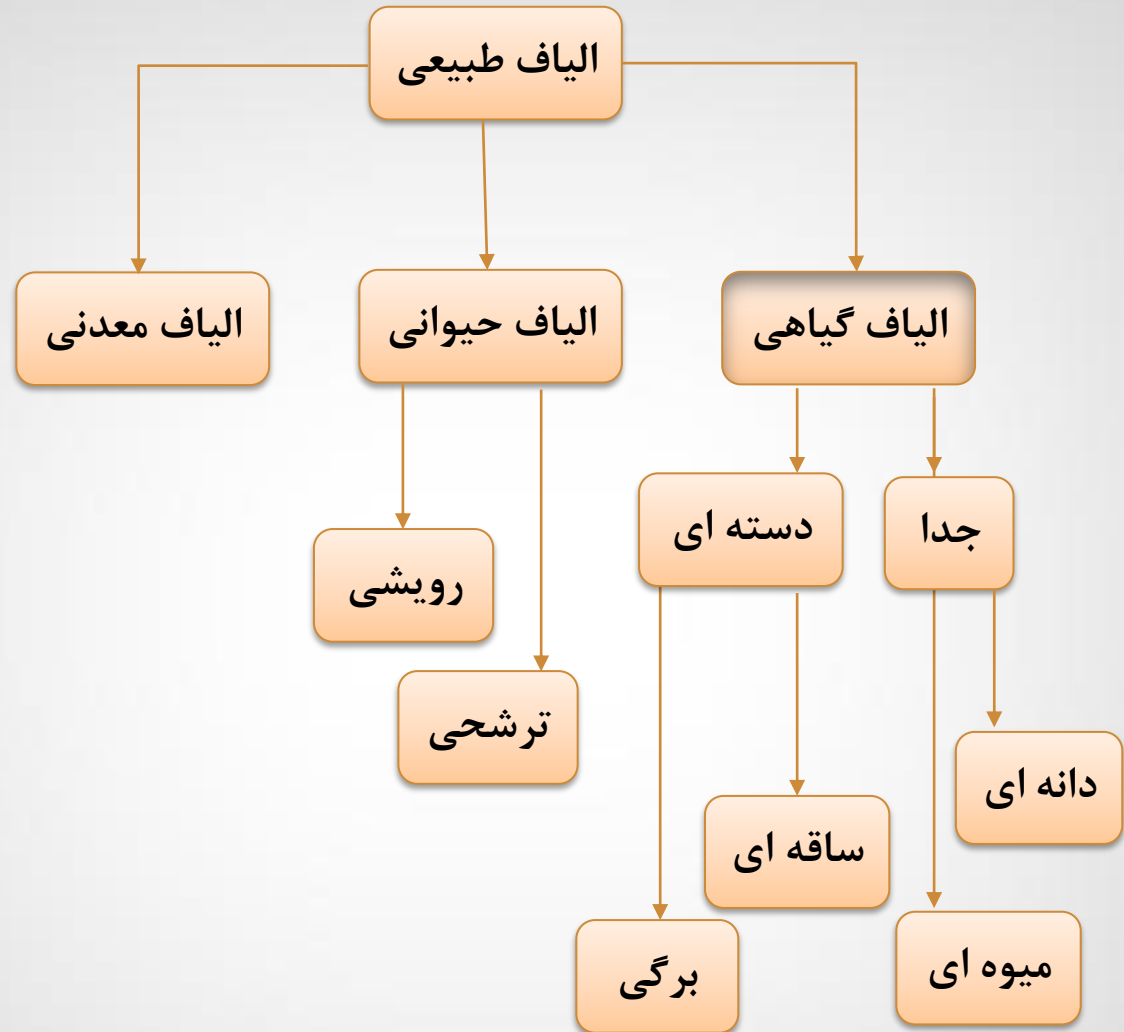 الیاف طبیعی
الیاف گیاهی
الیاف حیوانی
الیاف معدنی
جدا
دسته ای
رویشی
ترشحی
دانه ای
ساقه ای
میوه ای
برگی